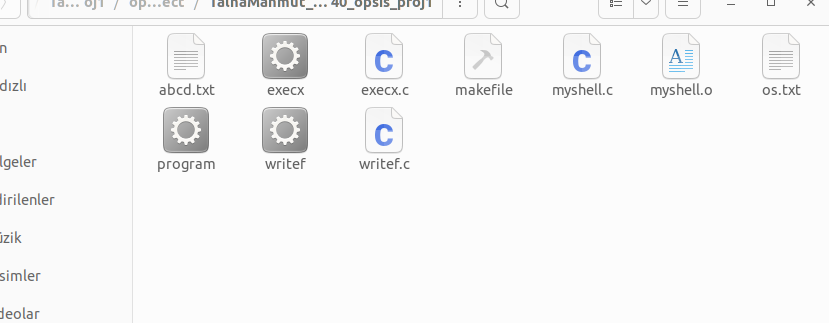 Ta... oj1 / op...ect / TalhaMahmut_...40_opsis_proj1
n
dızlı
lgeler
dirilenler
üzik
simler
deolar
abcd.txt execx execx.c makefile myshell.c myshell.o os.txt
program writef writef.c